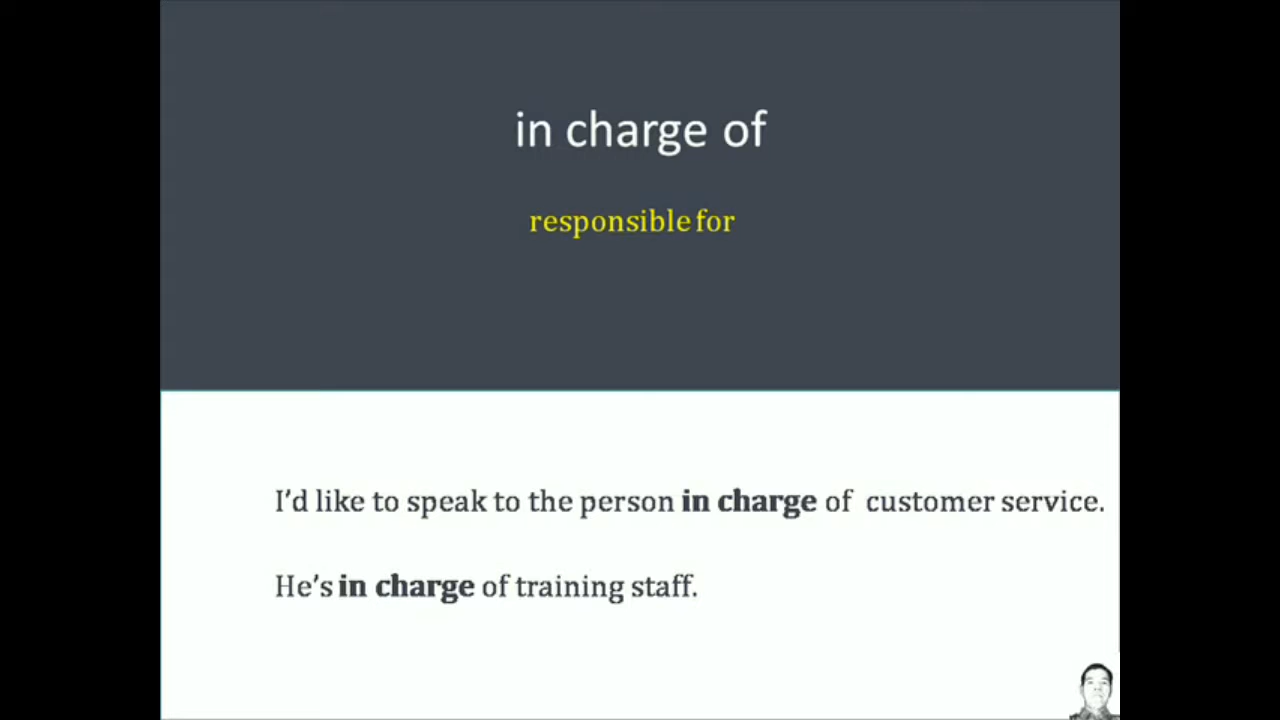 in charge of
responsible for
I’d like to speak to the person in charge of customer service.
He’s in charge of training staff.